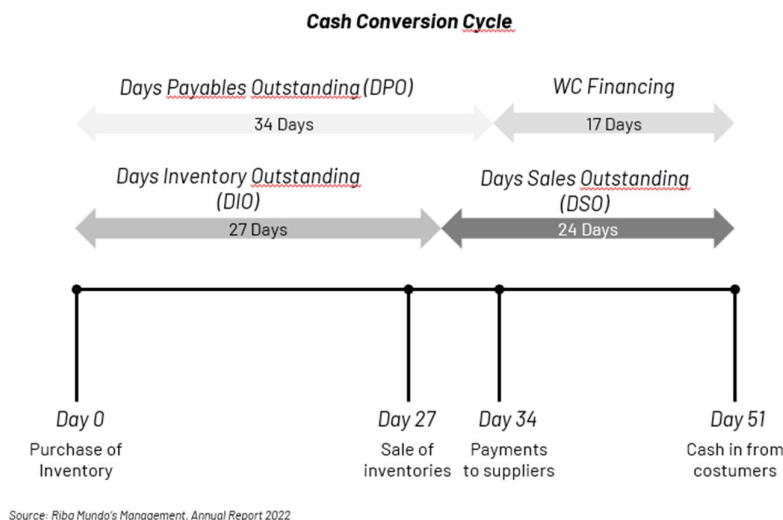 Cash Conversion Cycle
Days Payables Outstanding (DPO)
WC Financing
34 Days
17 Days
Days Inventory Outstanding
(DIO)
Days Sales Outstanding
(DSO)
27 Days
24 Days
Day 0
Purchase of
Inventory
Day 27
Sale of
inventories
Day 34
Payments
to suppliers
Day 51
Cash in from
costumers
Source: Riba Mundo's Management, Annual Report 2022